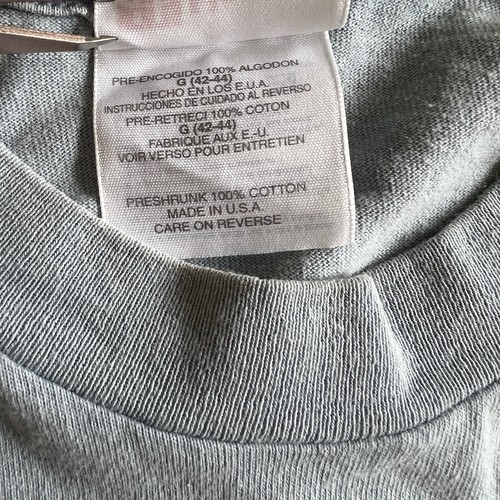 PRE-ENCOGIDO 100% ALGODON
G (42-44)
HECHO EN LOS E.U.A.
INSTRUCCIONES DE CUIDADO AL REVERSO
PRE-RETRECI 100% COTON
G (42-44)
FABRIQUE AUX E.-U.
VOIR VERSO POUR ENTRETIEN
PRESHRUNK 100% COTTON
MADE IN U.S.A.
CARE ON REVERSE